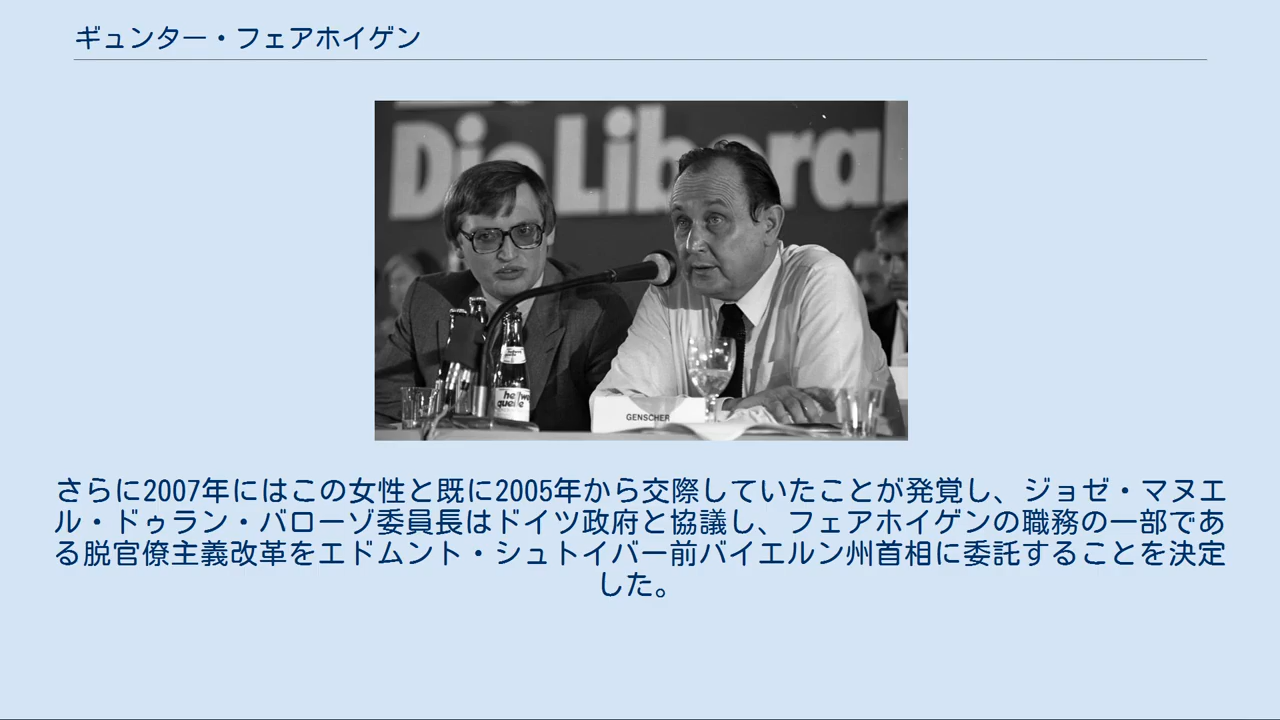 ギュンター・フェアホイゲン
Die Liberal
GENSCHER
さらに2007年にはこの女性と既に2005年から交際していたことが発覚し、ジョゼ・マヌエ
ル・ドゥラン・バローゾ委員長はドイツ政府と協議し、フェアホイゲンの職務の一部であ
る脱官僚主義改革をエドムント・シュトイバー前バイエルン州首相に委託することを決定
した。